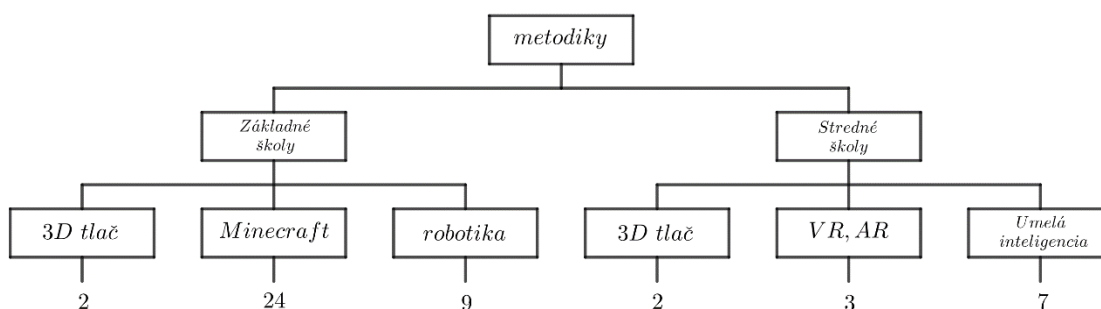 metodiky
Základné
školy
Stredné
školy
3D tlač
Minecraft
robotika
3D tlač
VR, AR
Umelá
inteligencia
2
24
9
2
3
7